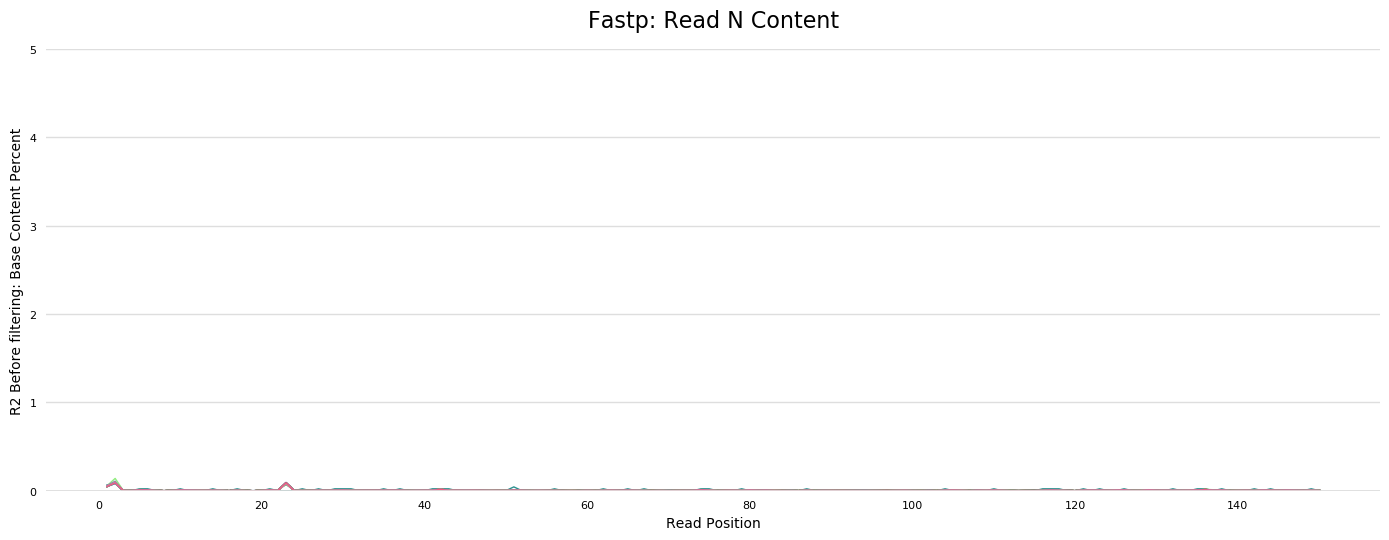 Fastp: Read N Content
R2 Before filtering: Base Content Percent
5
4
3
2
1
0
0 20 40 60 80 100 120 140
Read Position